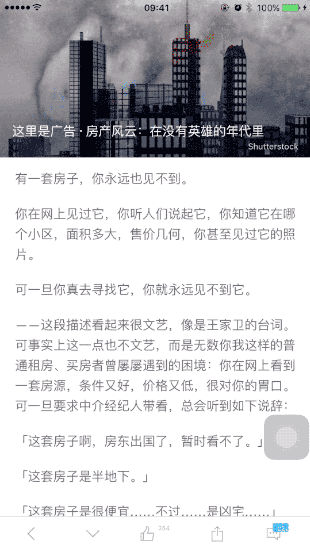 09:41
100%
这里是广告 · 房产风云：在没有英雄的年代里
Shutterstock
有一套房子，你永远也见不到。
你在网上见过它，你听人们说起它，你知道它在哪
个小区，面积多大，售价几何，你甚至见过它的照
片。
可一旦你真去寻找它，你就永远见不到它。
——这段描述看起来很文艺，像是王家卫的台词。
可事实上这一点也不文艺，而是无数你我这样的普
通租房、买房者曾屡屡遇到的困境：你在网上看到
一套房源，条件又好，价格又低，很对你的胃口。
可一旦要求中介经纪人带看，总会听到如下说辞：
「这套房子啊，房东出国了，暂时看不了。」
「这套房子是半地下。」
「这套房子是很便宜……不过……是凶宅……」
354